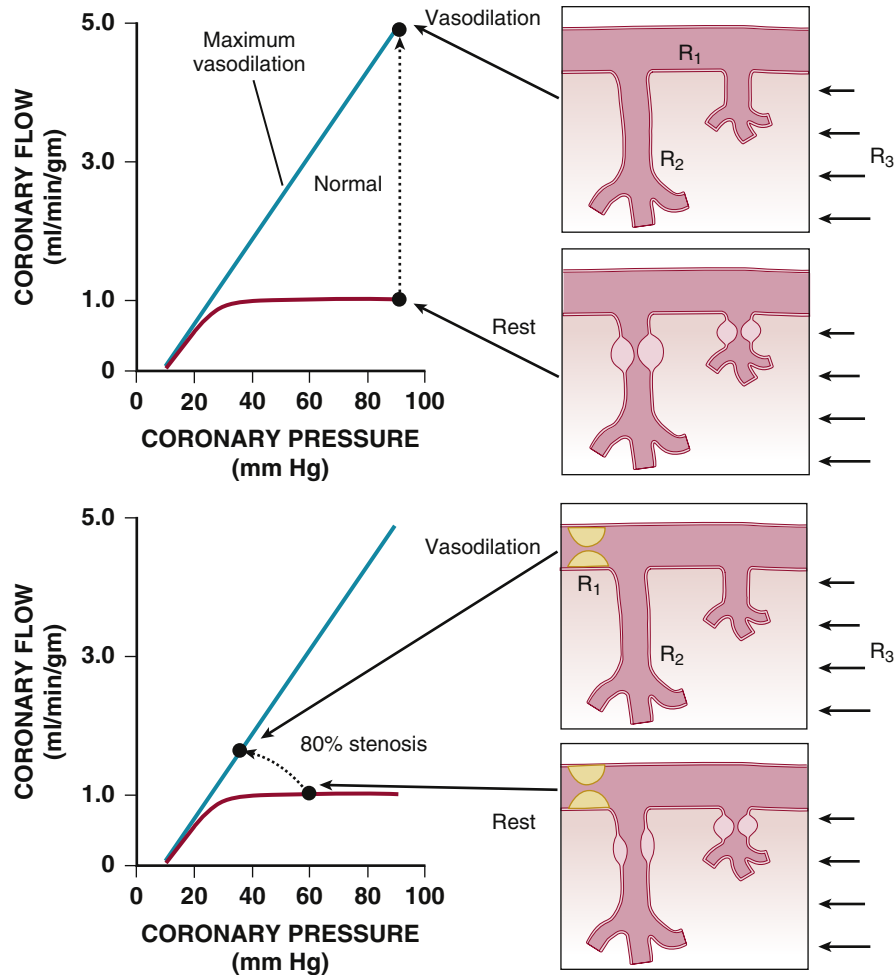 CORONARY FLOW
(ml/min/gm)
5.0
3.0
1.0
0
Maximum
vasodilation
Normal
Vasodilation
Rest
0 20 40 60 80 100
CORONARY PRESSURE
(mm Hg)
R1
R2
R3
CORONARY FLOW
(ml/min/gm)
5.0
3.0
1.0
0
Vasodilation
80% stenosis
Rest
0 20 40 60 80 100
CORONARY PRESSURE
(mm Hg)
R1
R2
R3